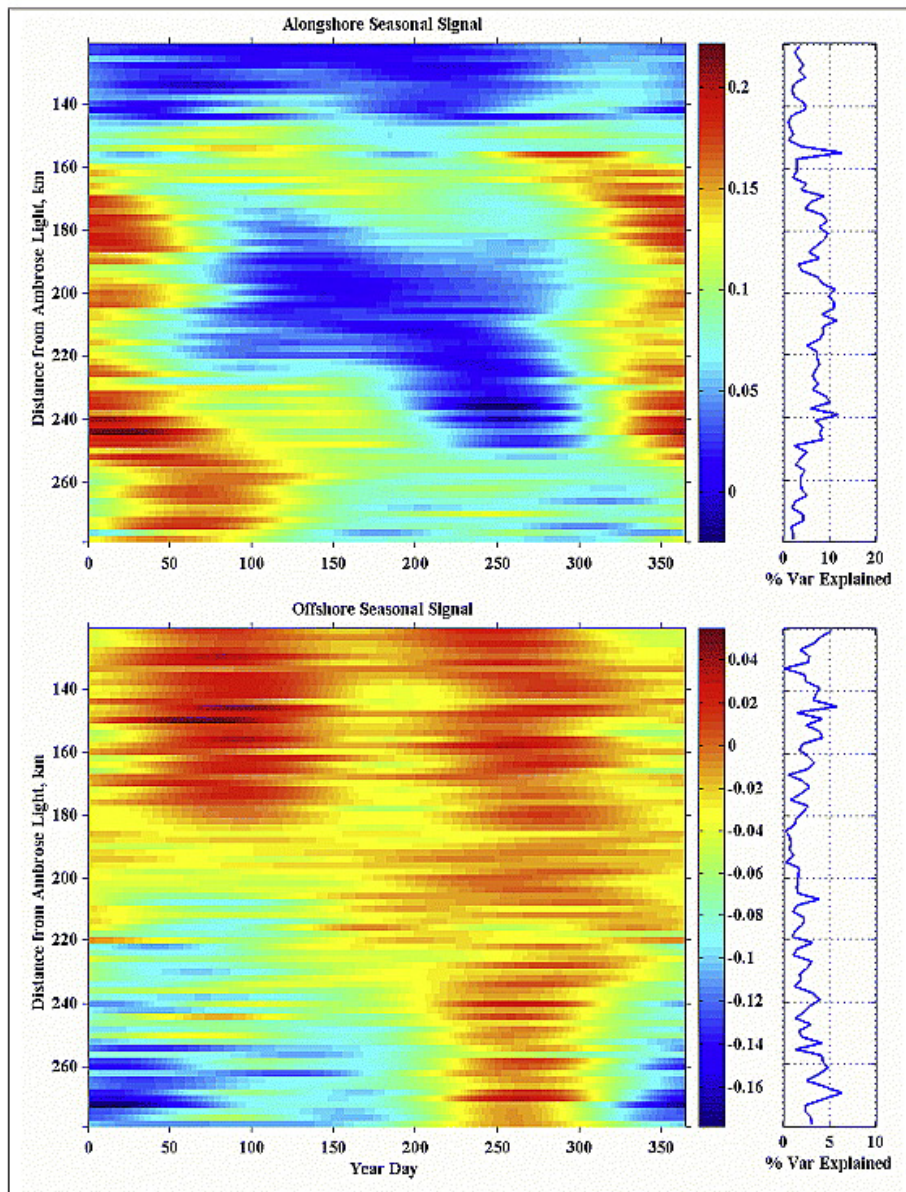 Alongshore Seasonal Signal
Distance from Ambrose Light, km
140
160
180
200
220
240
260
0 50 100 150 200 250 300 350
0.2
0.15
0.1
0.05
0
0 10 20
% Var Explained
Offshore Seasonal Signal
Distance from Ambrose Light, km
140
160
180
200
220
240
260
0 50 100 150 200 250 300 350
Year Day
0.04
0.02
0
-0.02
-0.04
-0.06
-0.08
-0.1
-0.12
-0.14
-0.16
0 5 10
% Var Explained